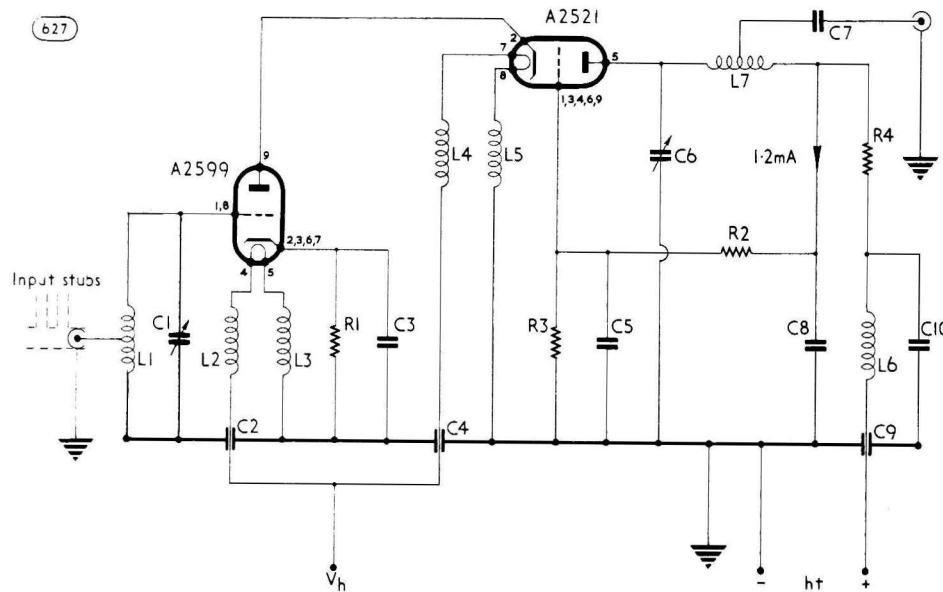 627
A2521
C7
2
7
8
5
1,3,4,6,9
L7
L4
L5
C6
1·2mA
R4
A2599
9
1,8
2,3,6,7
4
5
R2
Input stubs
L1
C1
L2
L3
R1
C3
R3
C5
C8
L6
C10
C2
C4
C9
Vh
-
ht
+